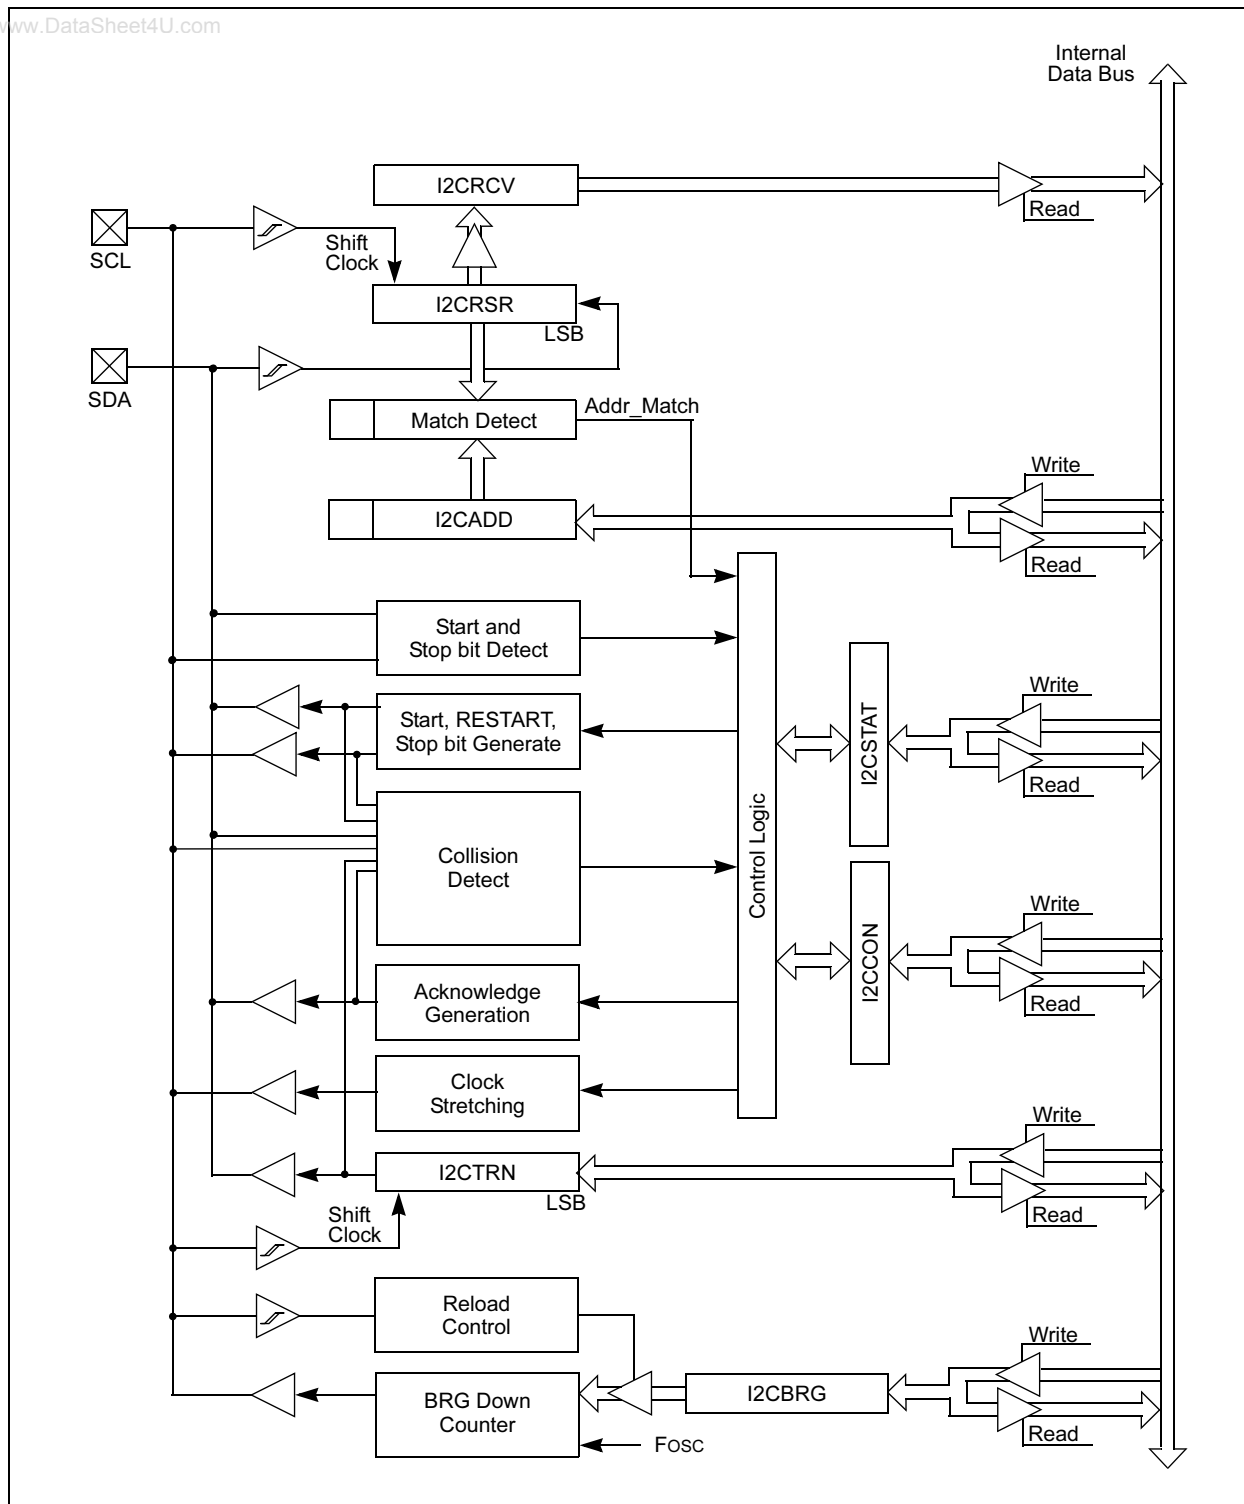 www.DataSheet4U.com
Internal
Data Bus
I2CRCV
Read
SCL
Shift
Clock
I2CRSR
LSB
SDA
Match Detect
Addr_Match
Write
I2CADD
Read
Start and
Stop bit Detect
Write
Start, RESTART,
Stop bit Generate
I2CSTAT
Read
Control Logic
Collision
Detect
Write
I2CCON
Acknowledge
Generation
Read
Clock
Stretching
Write
I2CTRN
LSB
Shift
Clock
Read
Reload
Control
Write
I2CBRG
BRG Down
Counter
Read
FOSC